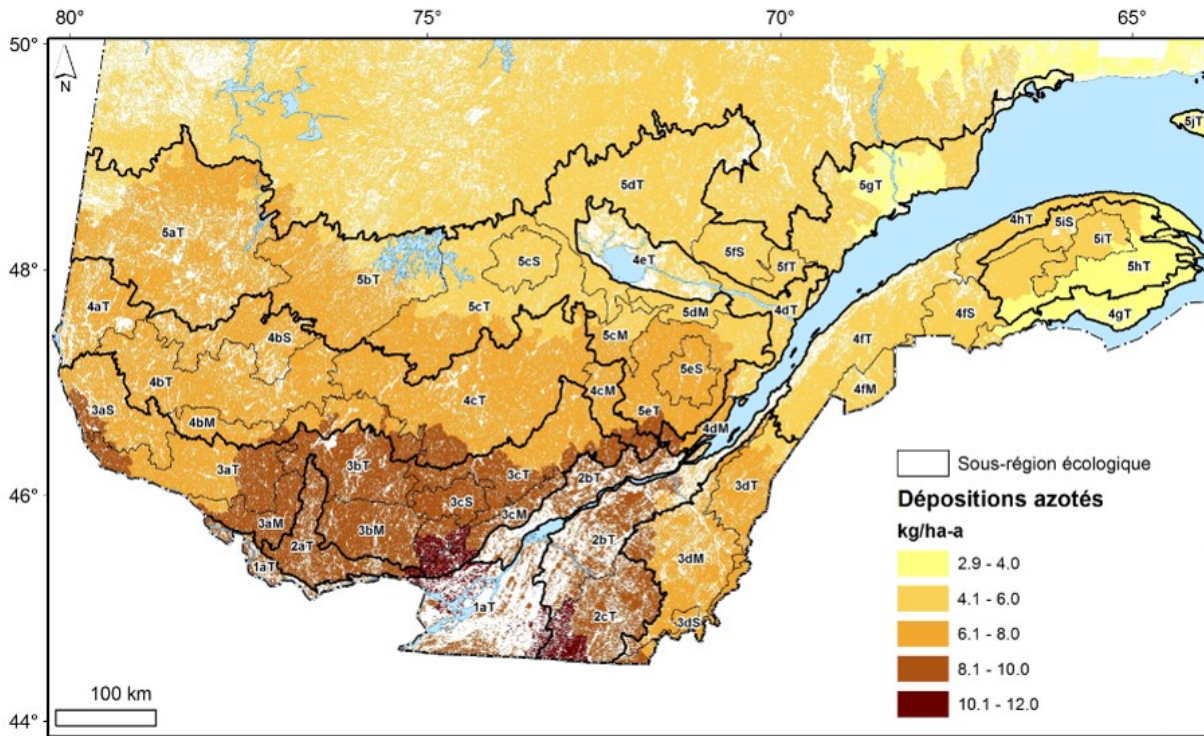 80° 75° 70° 65°
50°
N
5jT
5dT
5gT
4hT
5iS
5aT
5iT
5fS
5cS
48°
4eT
5fT
5hT
5bT
4aT
5cT
5dM
4dT
4gT
4fS
4bS
5cM
4fT
5eS
4bT
4cM
4fM
3aS
4cT
5eT
4bM
4dM
Sous-région écologique
3aT
3bT
3cT
2bT
3dT
46°
Dépositions azotés
3cS
kg/ha-a
3cM
3aM
3bM
2bT
2aT
3dM
2.9 - 4.0
1aT
4.1 - 6.0
1aT
2cT
3dS
6.1 - 8.0
8.1 - 10.0
100 km
10.1 - 12.0
44°